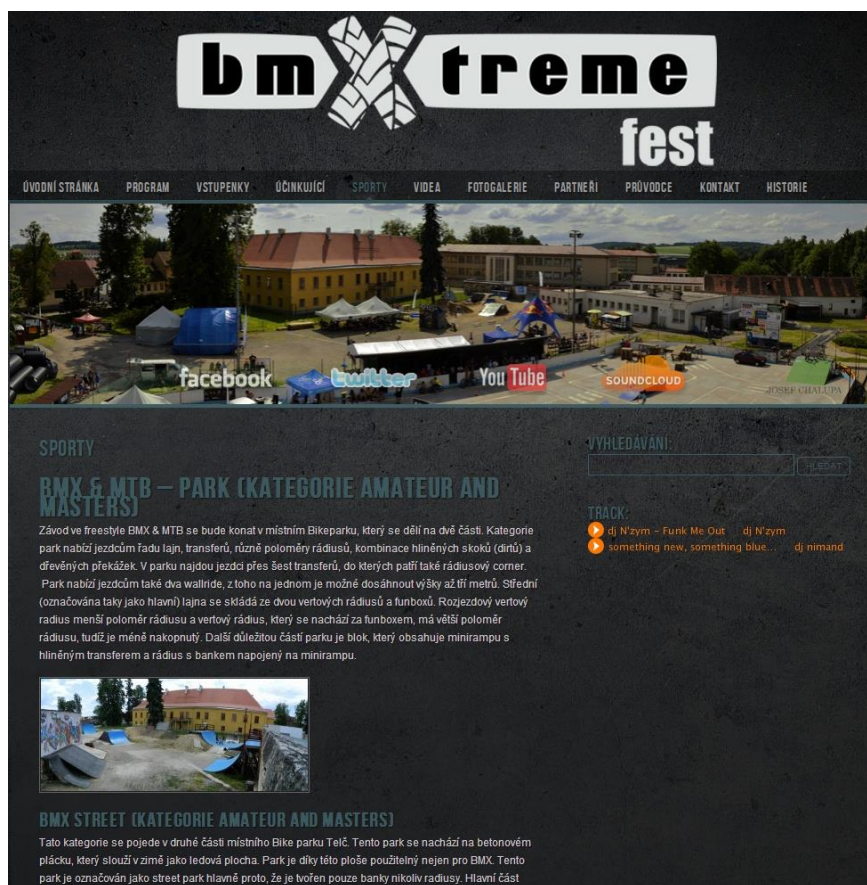 bmXtreme
fest
ÚVODNÍ STRÁNKA PROGRAM VSTUPENKY ÚČINKUJÍCÍ SPORTY VIDEA FOTOGALERIE PARTNEŘI PRŮVODCE KONTAKT HISTORIE
facebook twitter YouTube SOUNDCLOUD JOSEF CHALUPA
SPORTY
BMX & MTB – PARK (KATEGORIE AMATEUR AND
MASTERS)
Závod ve freestyle BMX & MTB se bude konat v místním Bikeparku, který se dělí na dvě části. Kategorie
park nabízí jezdcům řadu lajn, transferů, různě poloměry rádiusů, kombinace hliněných skoků (dirtů) a
dřevěných překážek. V parku najdou jezdci přes šest transferů, do kterých patří také rádiusový corner.
Park nabízí jezdcům také dva wallride, z toho na jednom je možné dosáhnout výšky až tří metrů. Střední
(označována taky jako hlavní) lajna se skládá ze dvou vertových rádiusů a funboxů. Rozjezdový vertový
radius menší poloměr rádiusu a vertový rádius, který se nachází za funboxem, má větší poloměr
rádiusu, tudíž je méně nakopnutý. Další důležitou částí parku je blok, který obsahuje minirampu s
hliněným transferem a rádius s bankem napojený na minirampu.
BMX STREET (KATEGORIE AMATEUR AND MASTERS)
Tato kategorie se pojede v druhé části místního Bike parku Telč. Tento park se nachází na betonovém
plácku, který slouží v zimě jako ledová plocha. Park je díky této ploše použitelný nejen pro BMX. Tento
park je označován jako street park hlavně proto, že je tvořen pouze banky nikoliv radiusy. Hlavní část
VYHLEDÁVÁNÍ:
HLEDAT
TRACK:
dj N'zym – Funk Me Out dj N'zym
something new, something blue... dj nimand